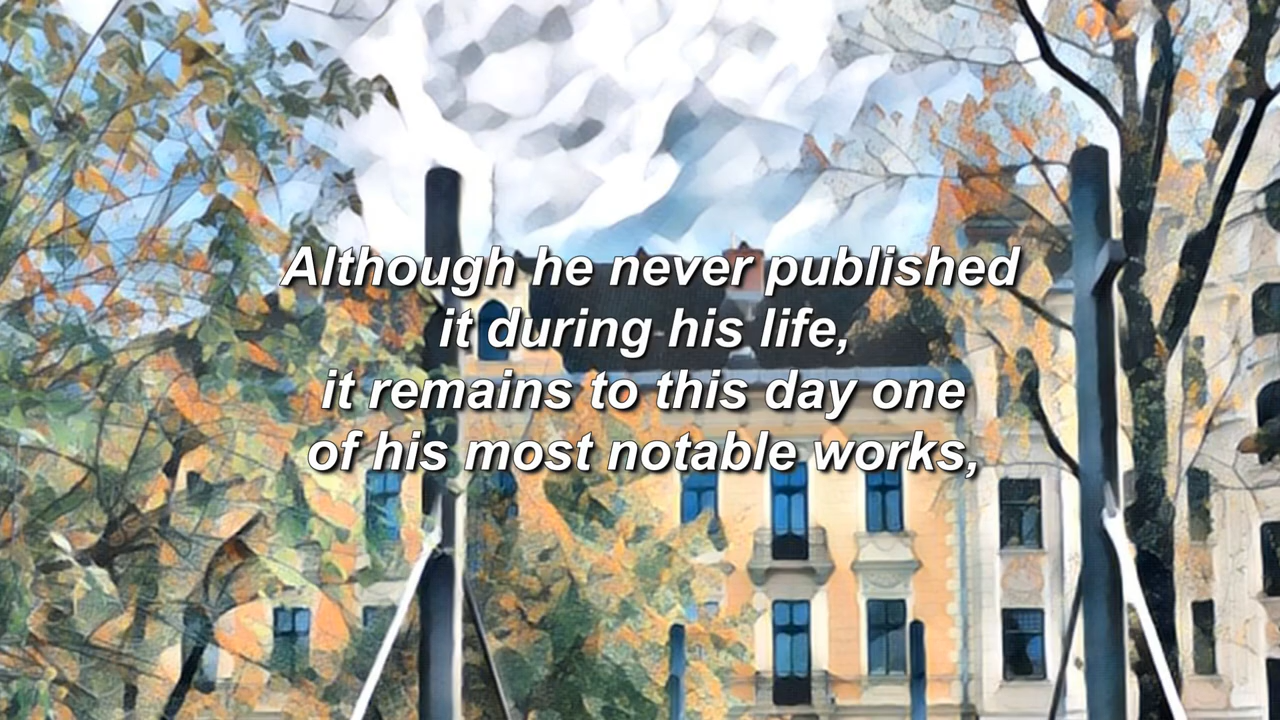 Although he never published
it during his life,
it remains to this day one
of his most notable works,